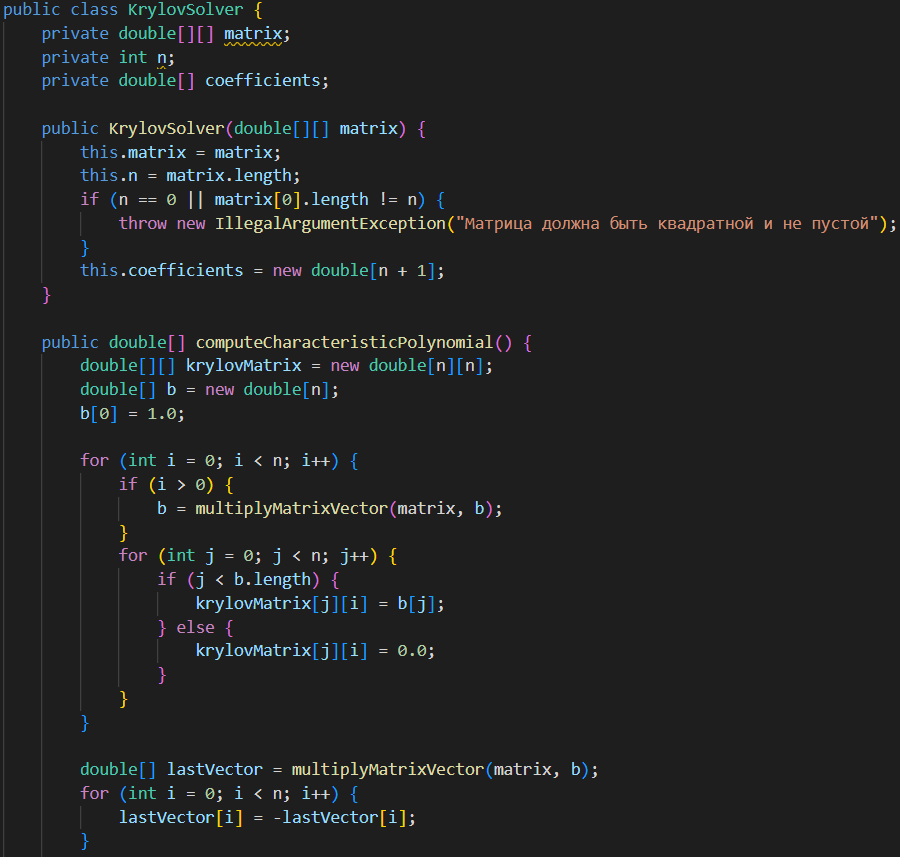 public class KrylovSolver {
    private double[][] matrix;
    private int n;
    private double[] coefficients;

    public KrylovSolver(double[][] matrix) {
        this.matrix = matrix;
        this.n = matrix.length;
        if (n == 0 || matrix[0].length != n) {
            throw new IllegalArgumentException("Матрица должна быть квадратной и не пустой");
        }
        this.coefficients = new double[n + 1];
    }

    public double[] computeCharacteristicPolynomial() {
        double[][] krylovMatrix = new double[n][n];
        double[] b = new double[n];
        b[0] = 1.0;

        for (int i = 0; i < n; i++) {
            if (i > 0) {
                b = multiplyMatrixVector(matrix, b);
            }
            for (int j = 0; j < n; j++) {
                if (j < b.length) {
                    krylovMatrix[j][i] = b[j];
                } else {
                    krylovMatrix[j][i] = 0.0;
                }
            }
        }

        double[] lastVector = multiplyMatrixVector(matrix, b);
        for (int i = 0; i < n; i++) {
            lastVector[i] = -lastVector[i];
        }